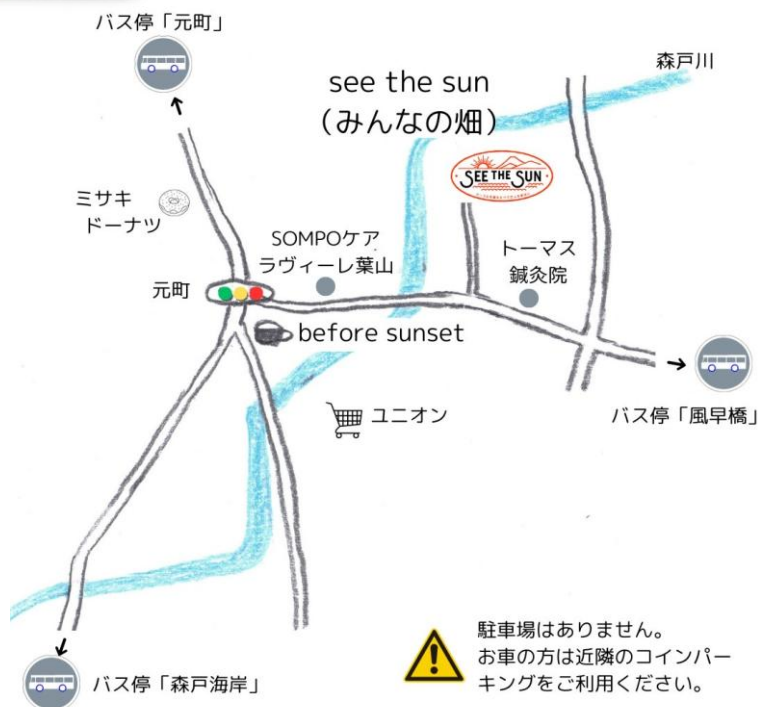 バス停「元町」
森戸川
see the sun
（みんなの畑）
SEE THE SUN
ミサキ
ドーナツ
SOMPOケア
ラヴィーレ葉山
トーマス
鍼灸院
元町
before sunset
ユニオン
バス停「風早橋」
駐車場はありません。
お車の方は近隣のコインパー
キングをご利用ください。
バス停「森戸海岸」